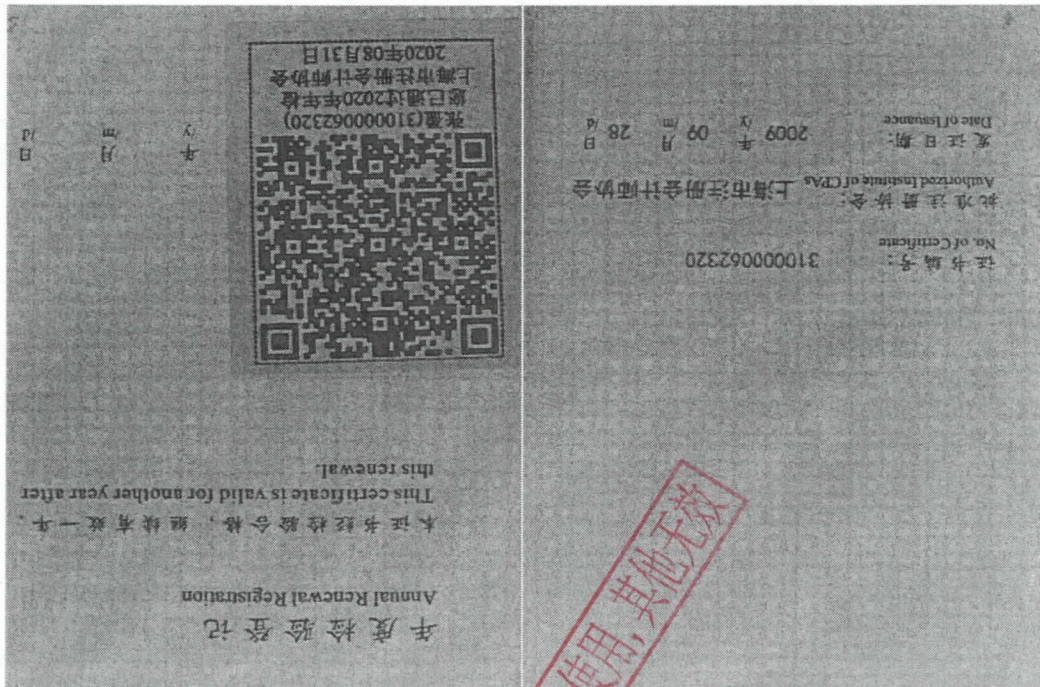 年度检验登记
Annual Renewal Registration
本证书经检验合格，继续有效一年。
This certificate is valid for another year after
this renewal.
张盈(310000062320)
您已通过2020年年检
上海市注册会计师协会
2020年08月31日
年 月 日
/y /m /d
证书编号： 310000062320
No. of Certificate
批准注册协会： 上海市注册会计师协会
Authorized Institute of CPAs
发证日期： 2009 年 09 月 28 日
Date of Issuance /y /m /d
使用，其他无效